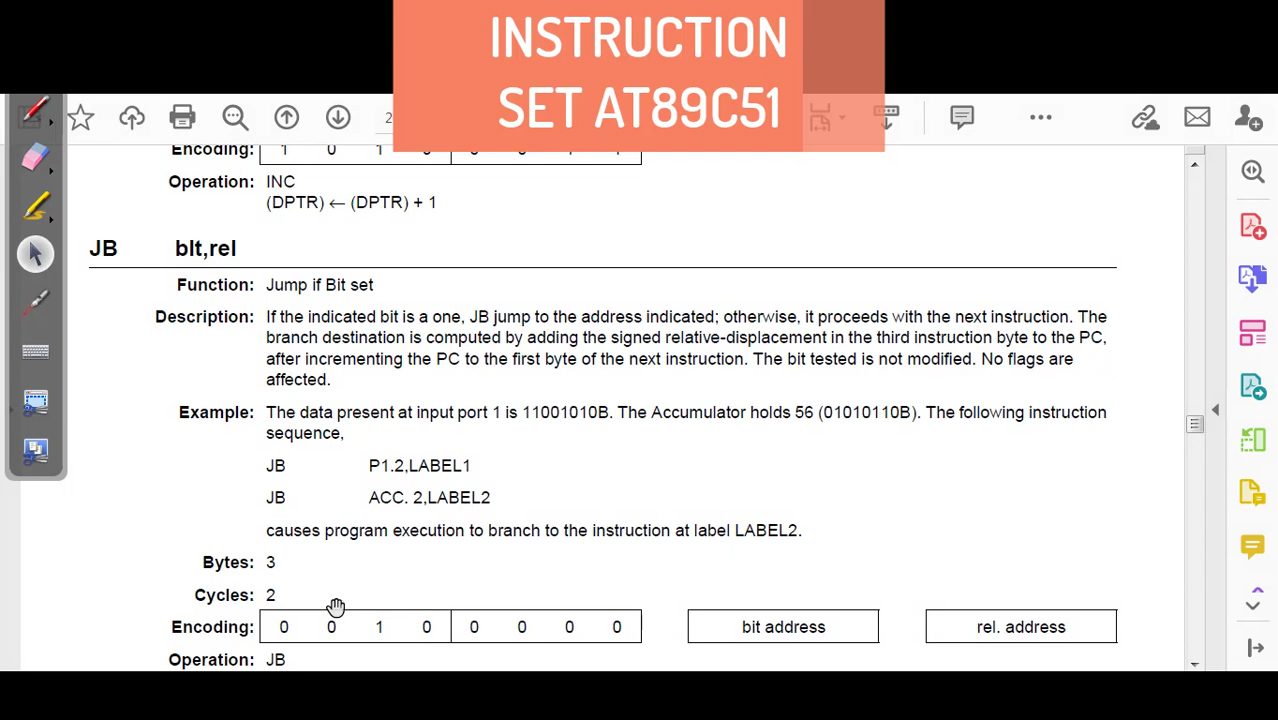 INSTRUCTION
SET AT89C51
2
Encoding: 1 0 1
Operation: INC
(DPTR) ← (DPTR) + 1
JB blt,rel
Function: Jump if Bit set
Description: If the indicated bit is a one, JB jump to the address indicated; otherwise, it proceeds with the next instruction. The
branch destination is computed by adding the signed relative-displacement in the third instruction byte to the PC,
after incrementing the PC to the first byte of the next instruction. The bit tested is not modified. No flags are
affected.
Example: The data present at input port 1 is 11001010B. The Accumulator holds 56 (01010110B). The following instruction
sequence,
JB P1.2,LABEL1
JB ACC. 2,LABEL2
causes program execution to branch to the instruction at label LABEL2.
Bytes: 3
Cycles: 2
Encoding: 0 0 1 0 0 0 0 0 bit address rel. address
Operation: JB